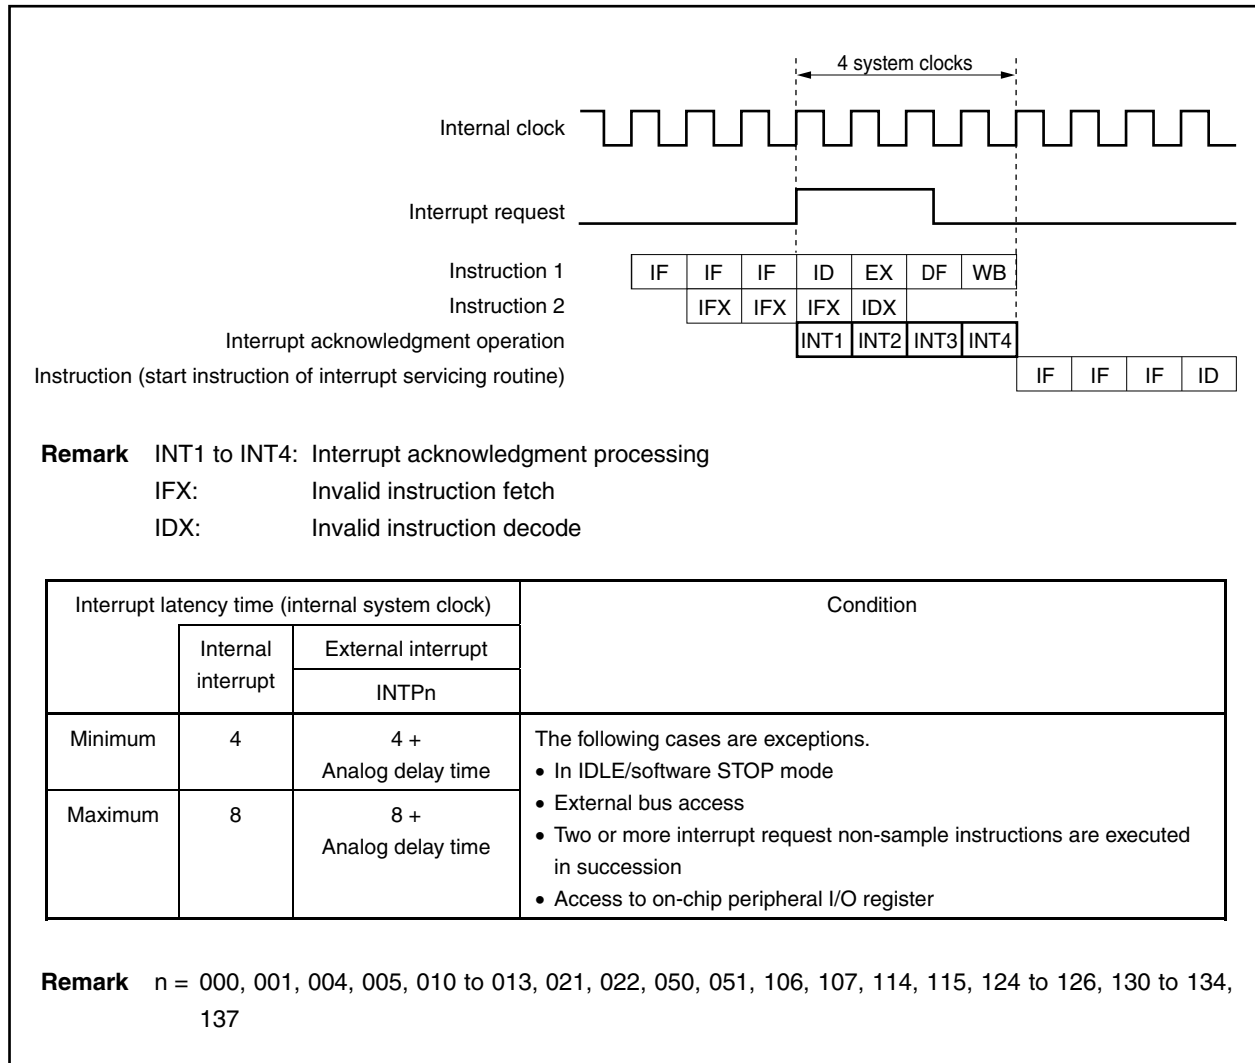 4 system clocks
Internal clock
Interrupt request
Instruction 1 IF IF IF ID EX DF WB
Instruction 2 IFX IFX IFX IDX
Interrupt acknowledgment operation INT1 INT2 INT3 INT4
Instruction (start instruction of interrupt servicing routine) IF IF IF ID
Remark INT1 to INT4: Interrupt acknowledgment processing
IFX: Invalid instruction fetch
IDX: Invalid instruction decode
Interrupt latency time (internal system clock) Condition
Internal interrupt External interrupt
INTPn
Minimum 4 4 +
Analog delay time
Maximum 8 8 +
Analog delay time
The following cases are exceptions.
• In IDLE/software STOP mode
• External bus access
• Two or more interrupt request non-sample instructions are executed
in succession
• Access to on-chip peripheral I/O register
Remark n = 000, 001, 004, 005, 010 to 013, 021, 022, 050, 051, 106, 107, 114, 115, 124 to 126, 130 to 134,
137